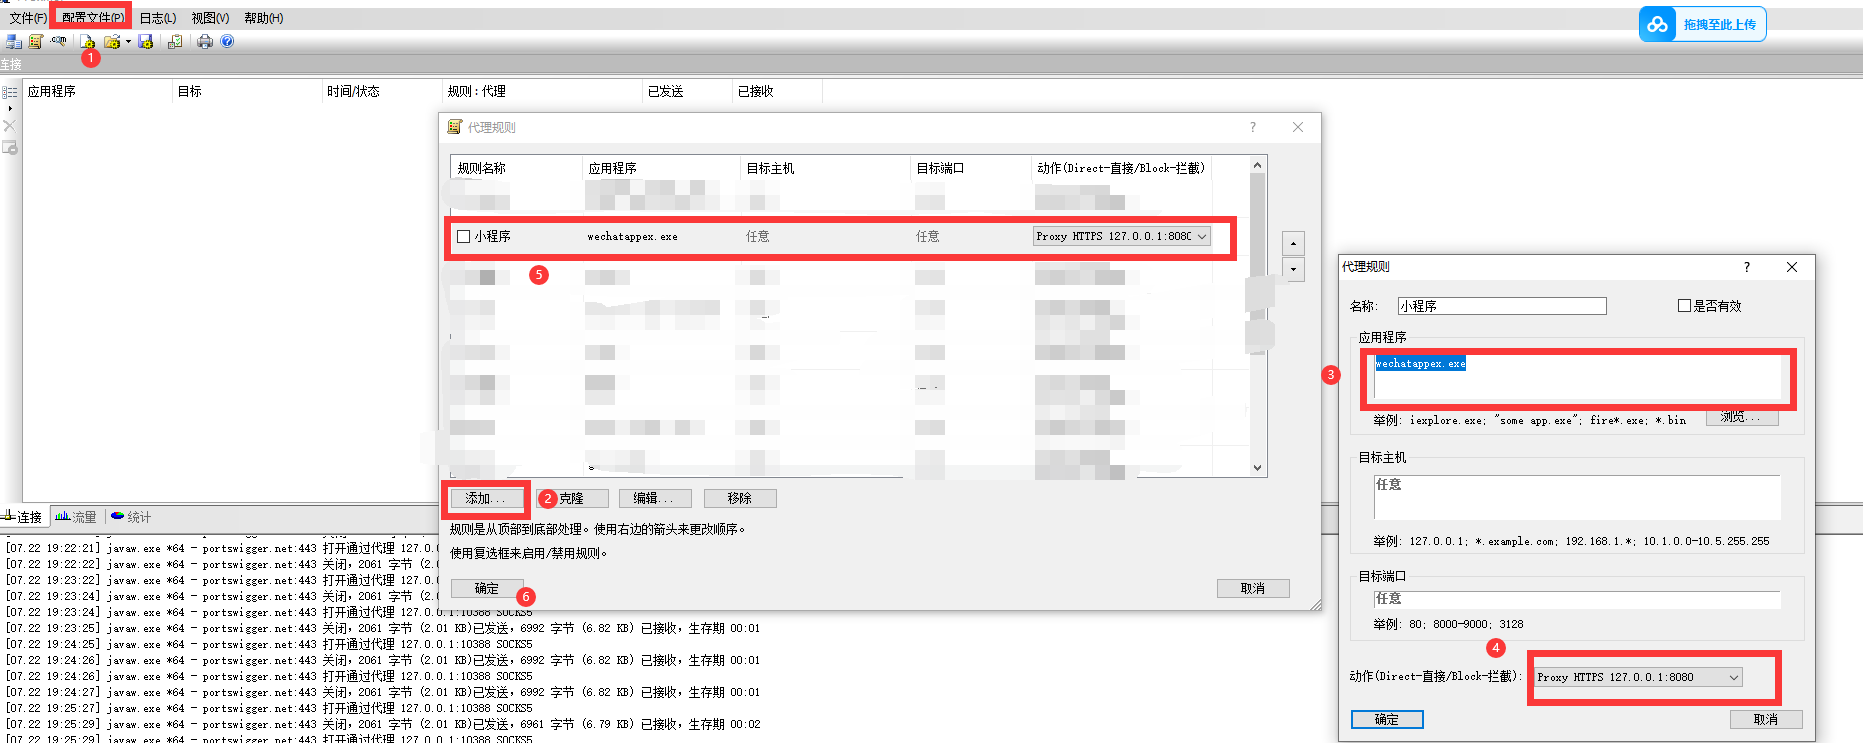 文件(F) 配置文件(P) 日志(L) 视图(V) 帮助(H)
拖拽至此上传
1
连接
应用程序 目标 时间/状态 规则:代理 已发送 已接收
代理规则 ?
规则名称 应用程序 目标主机 目标端口 动作(Direct-直接/Block-拦截)
小程序 wechatappex.exe 任意 任意 Proxy HTTPS 127.0.0.1:8080
5
添加... 2 克隆 编辑... 移除
规则是从顶部到底部处理。使用右边的箭头来更改顺序。
使用复选框来启用/禁用规则。
确定 6 取消
代理规则 ?
名称: 小程序 是否有效
应用程序
3 wechatappex.exe
浏览...
举例: iexplore.exe; "some app.exe"; fire*.exe; *.bin
目标主机
任意
举例: 127.0.0.1; *.example.com; 192.168.1.*; 10.1.0.0-10.5.255.255
目标端口
任意
举例: 80; 8000-9000; 3128
4
动作(Direct-直接/Block-拦截): Proxy HTTPS 127.0.0.1:8080
确定 取消
连接 流量 统计
[07.22 19:22:21] javaw.exe *64 - portswigger.net:443 打开通过代理 127.0.0
[07.22 19:22:22] javaw.exe *64 - portswigger.net:443 关闭，2061 字节 (2.0
[07.22 19:23:22] javaw.exe *64 - portswigger.net:443 打开通过代理 127.0.0
[07.22 19:23:24] javaw.exe *64 - portswigger.net:443 关闭，2061 字节 (2.0
[07.22 19:23:24] javaw.exe *64 - portswigger.net:443 打开通过代理 127.0.0.1:10388 SOCKS5
[07.22 19:23:25] javaw.exe *64 - portswigger.net:443 关闭，2061 字节 (2.01 KB)已发送，6992 字节 (6.82 KB) 已接收，生存期 00:01
[07.22 19:24:25] javaw.exe *64 - portswigger.net:443 打开通过代理 127.0.0.1:10388 SOCKS5
[07.22 19:24:26] javaw.exe *64 - portswigger.net:443 关闭，2061 字节 (2.01 KB)已发送，6992 字节 (6.82 KB) 已接收，生存期 00:01
[07.22 19:24:26] javaw.exe *64 - portswigger.net:443 打开通过代理 127.0.0.1:10388 SOCKS5
[07.22 19:24:27] javaw.exe *64 - portswigger.net:443 关闭，2061 字节 (2.01 KB)已发送，6992 字节 (6.82 KB) 已接收，生存期 00:01
[07.22 19:25:27] javaw.exe *64 - portswigger.net:443 打开通过代理 127.0.0.1:10388 SOCKS5
[07.22 19:25:29] javaw.exe *64 - portswigger.net:443 关闭，2061 字节 (2.01 KB)已发送，6961 字节 (6.79 KB) 已接收，生存期 00:02
[07.22 19:25:29] javaw.exe *64 - portswigger.net:443 打开通过代理 127.0.0.1:10388 SOCKS5